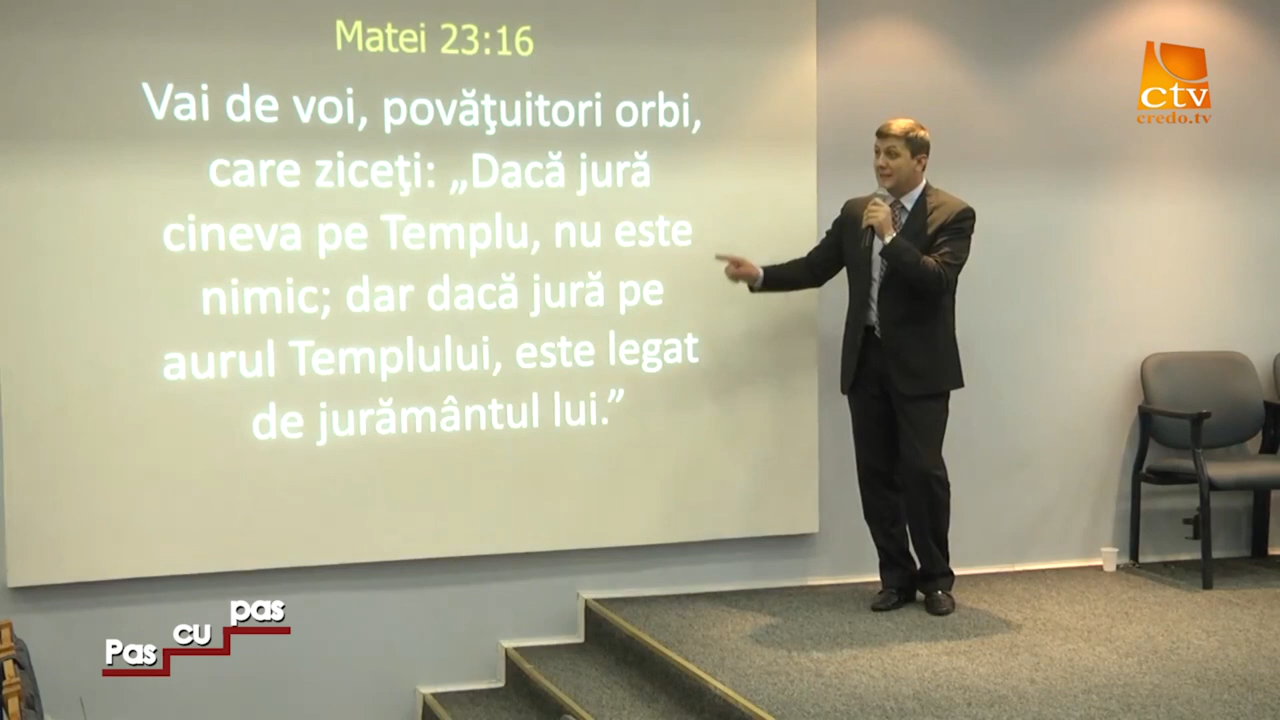 Matei 23:16
Vai de voi, povăţuitori orbi,
care ziceţi: „Dacă jură
cineva pe Templu, nu este
nimic; dar dacă jură pe
aurul Templului, este legat
de jurământul lui.”
ctv
credo.tv
Pas cu pas